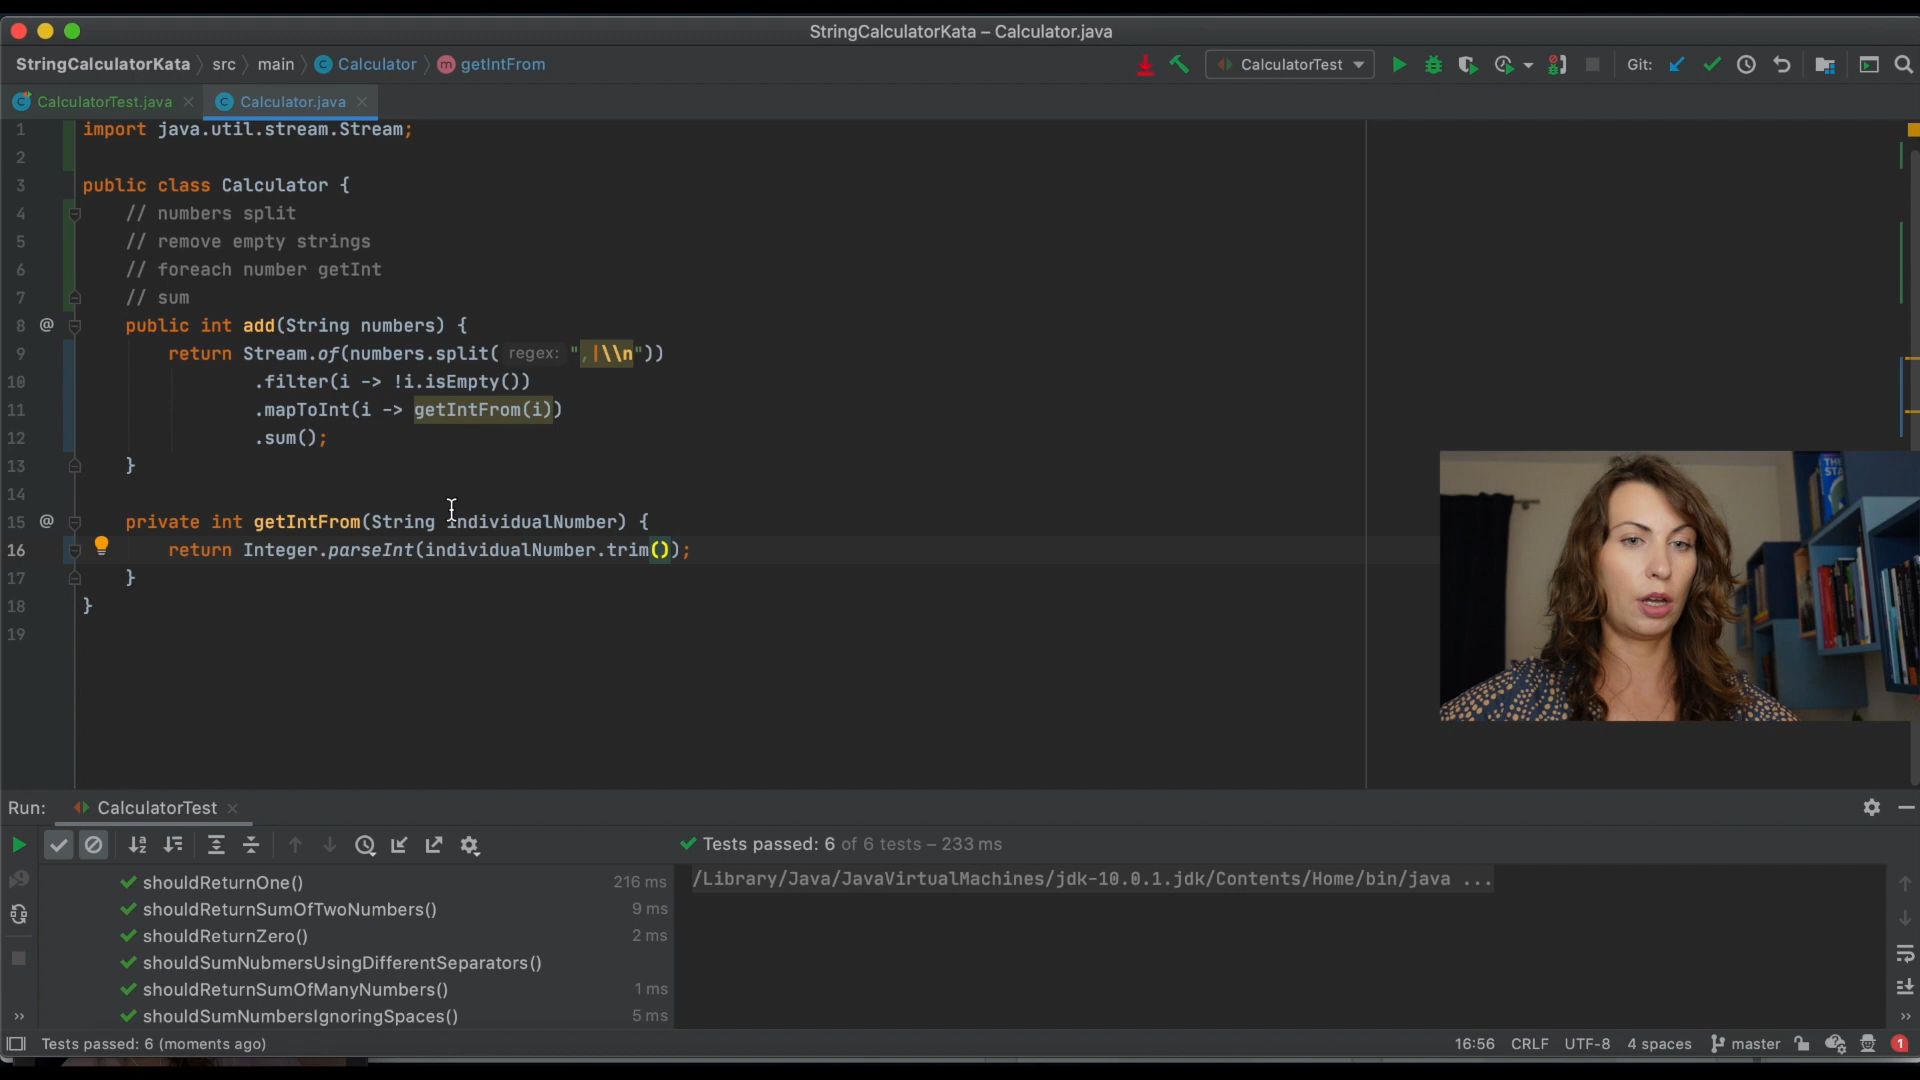 StringCalculatorKata – Calculator.java
StringCalculatorKata src main Calculator getIntFrom CalculatorTest Git:
CalculatorTest.java Calculator.java
1 import java.util.stream.Stream;
2
3 public class Calculator {
4 // numbers split
5 // remove empty strings
6 // foreach number getInt
7 // sum
8 @ public int add(String numbers) {
9 return Stream.of(numbers.split( regex: ",|\\n"))
10 .filter(i -> !i.isEmpty())
11 .mapToInt(i -> getIntFrom(i))
12 .sum();
13 }
14
15 @ private int getIntFrom(String individualNumber) {
16 return Integer.parseInt(individualNumber.trim());
17 }
18 }
19
Run: CalculatorTest
Tests passed: 6 of 6 tests – 233 ms
shouldReturnOne() 216 ms
shouldReturnSumOfTwoNumbers() 9 ms
shouldReturnZero() 2 ms
shouldSumNubmersUsingDifferentSeparators()
shouldReturnSumOfManyNumbers() 1 ms
shouldSumNumbersIgnoringSpaces() 5 ms
/Library/Java/JavaVirtualMachines/jdk-10.0.1.jdk/Contents/Home/bin/java ...
Tests passed: 6 (moments ago) 16:56 CRLF UTF-8 4 spaces master 1